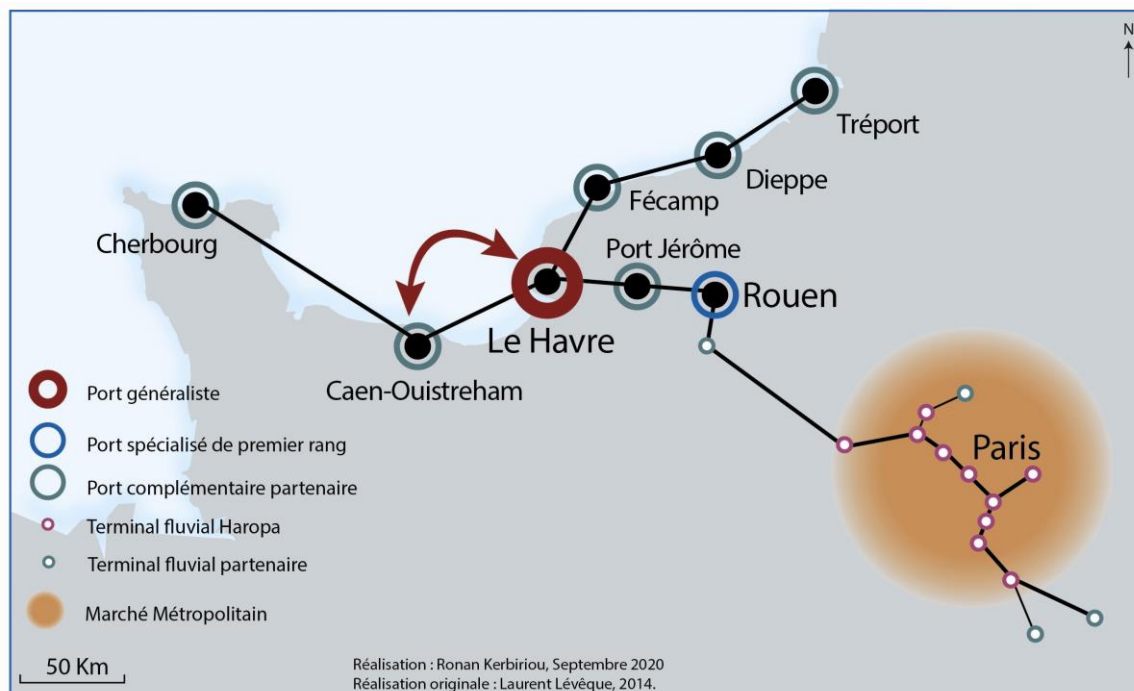 N
Tréport
Dieppe
Fécamp
Cherbourg
Port Jérôme
Rouen
Le Havre
Caen-Ouistreham
Paris
Port généraliste
Port spécialisé de premier rang
Port complémentaire partenaire
Terminal fluvial Haropa
Terminal fluvial partenaire
Marché Métropolitain
50 Km
Réalisation : Ronan Kerbiriou, Septembre 2020
Réalisation originale : Laurent Lévêque, 2014.